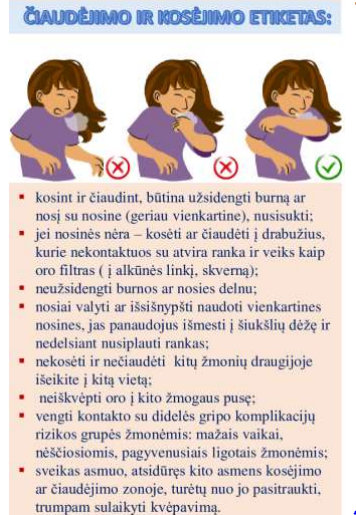 ČIAUDĖJIMO IR KOSĖJIMO ETIKETAS:
▪ kosint ir čiaudint, būtina užsidengti burną ar
nosį su nosine (geriau vienkartine), nusisukti;
▪ jei nosinės nėra – kosėti ar čiaudėti į drabužius,
kurie nekontaktuos su atvira ranka ir veiks kaip
oro filtras ( į alkūnės linkį, skverną);
▪ neuždengti burnos ar nosies delnu;
▪ nosiai valyti ar išsišnypšti naudoti vienkartines
nosines, jas panaudojus išmesti į šiukšlių dėžę ir
nedelsiant nusiplauti rankas;
▪ nekosėti ir nečiaudėti kitų žmonių draugijoje
išeikite į kitą vietą;
▪ neiškvėpti oro į kito žmogaus pusę;
▪ vengti kontakto su didelės gripo komplikacijų
rizikos grupės žmonėmis: mažais vaikai,
nėščiosiomis, pagyvenusiais ligotais žmonėmis;
▪ sveikas asmuo, atsidūręs kito asmens kosėjimo
ar čiaudėjimo zonoje, turėtų nuo jo pasitraukti,
trumpam sulaikyti kvėpavimą.